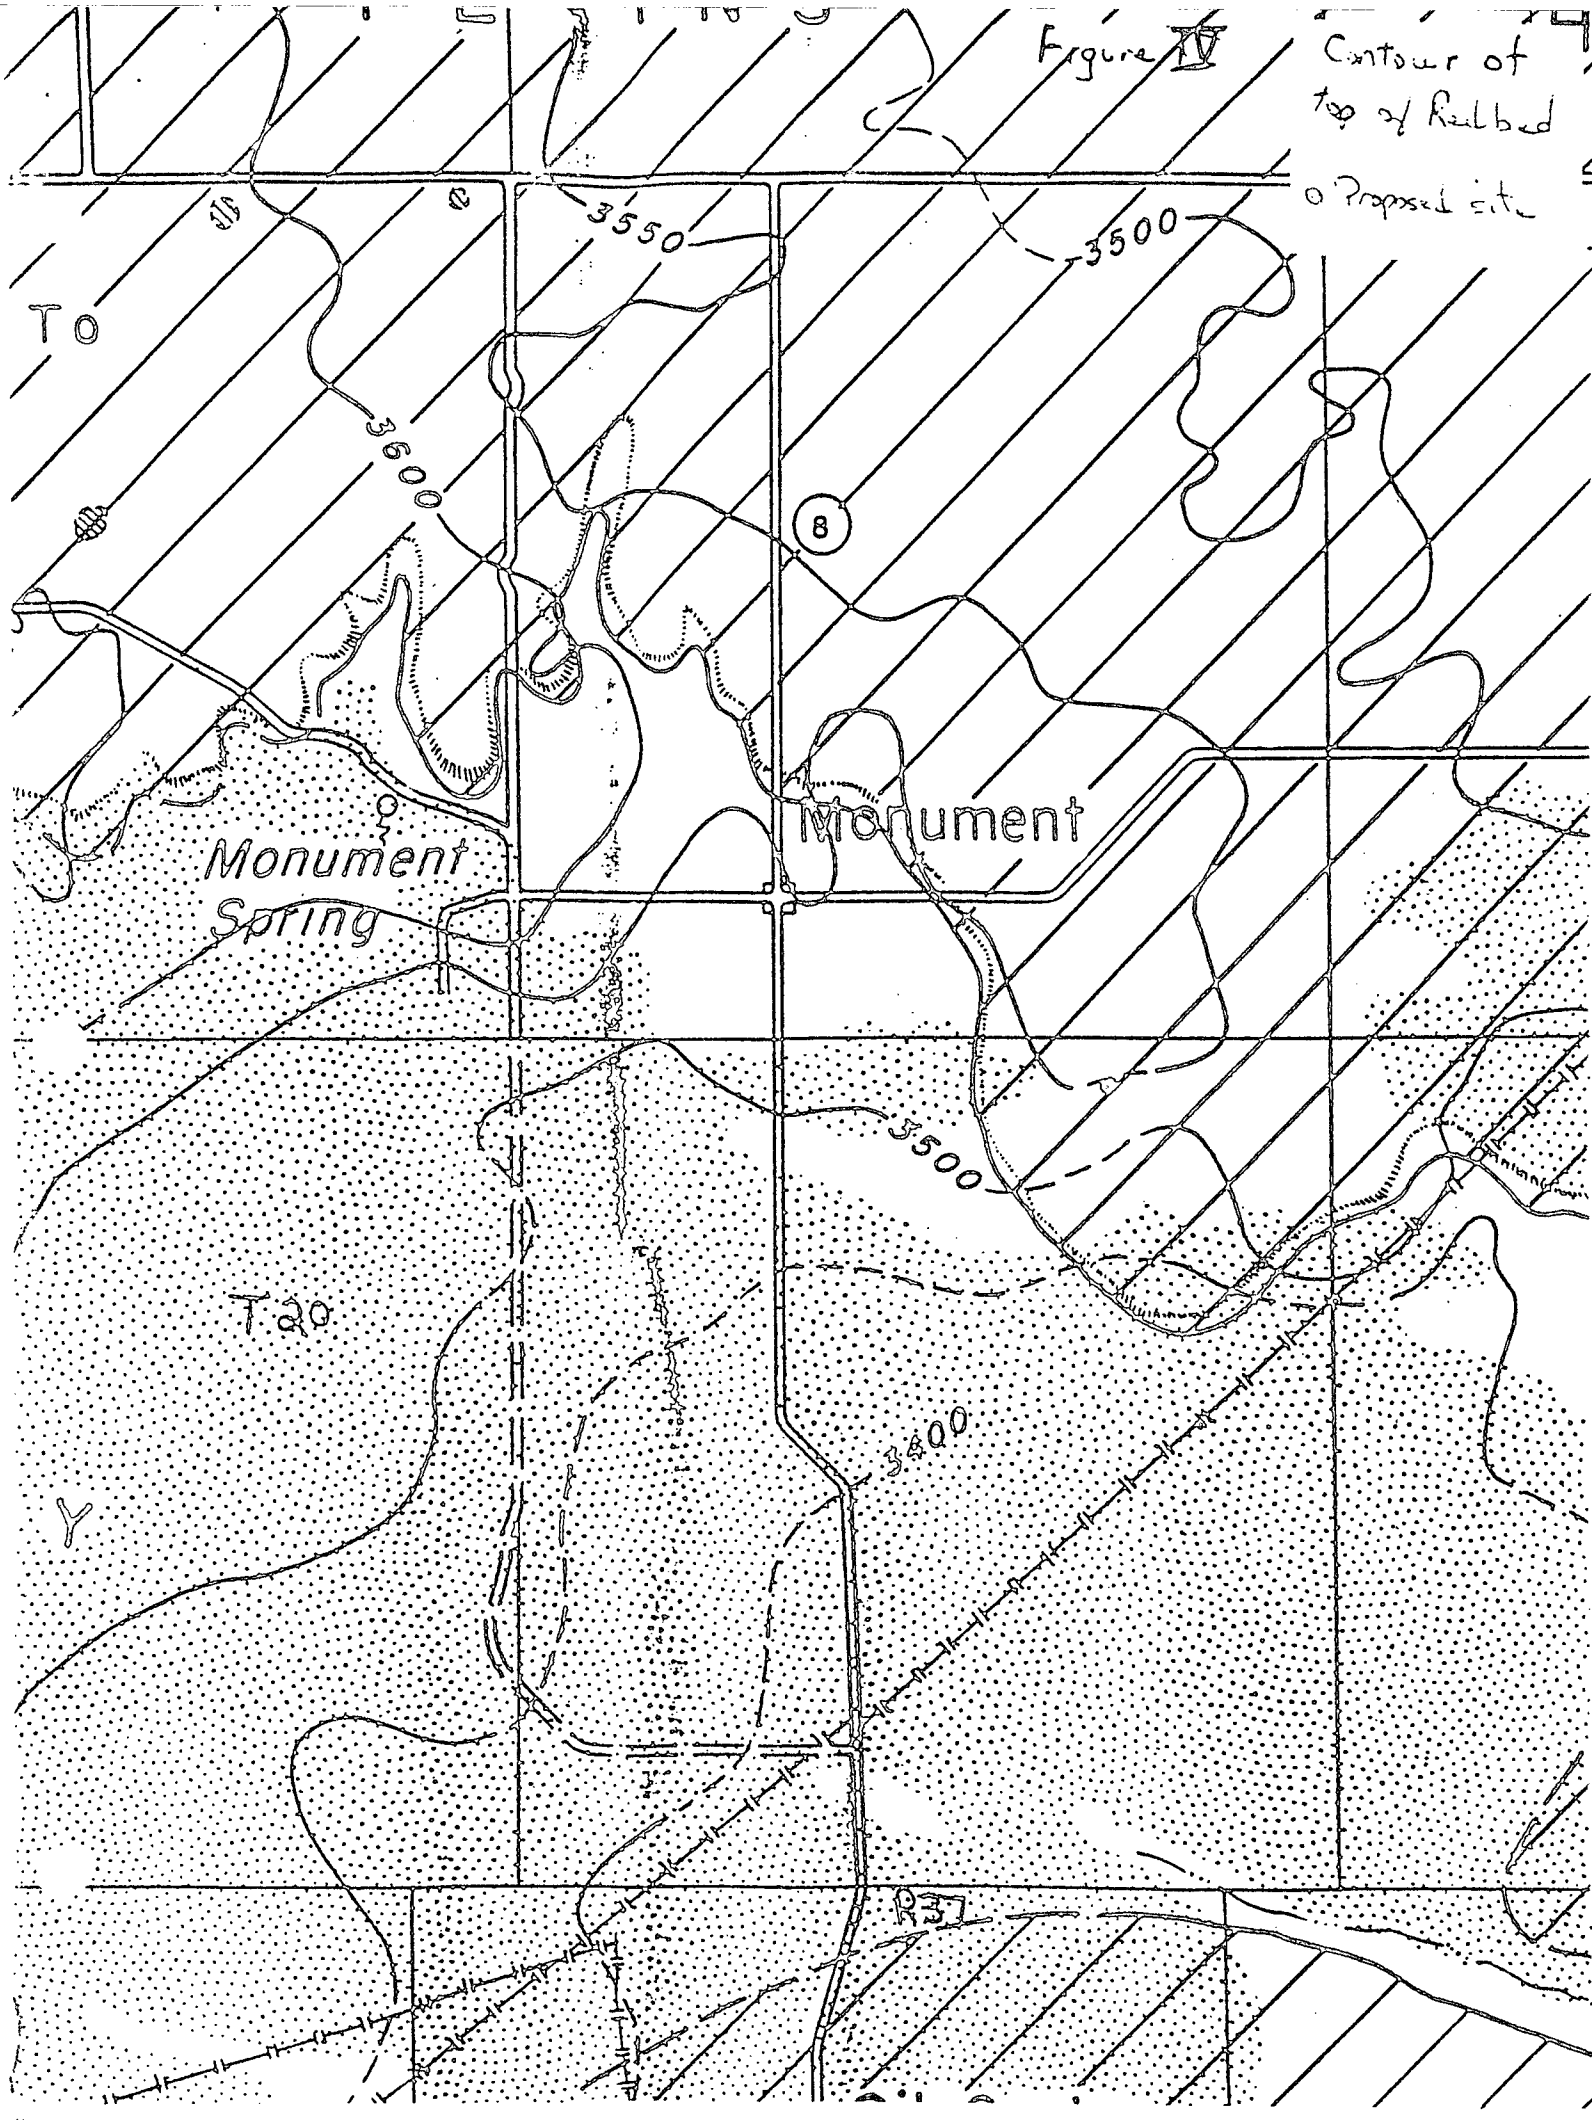 Figure IV
Contour of
top of Redbed
o Proposed site
3550
3500
TO
3600
8
Monument
Monument
Spring
3500
T20
3400
Y
R37